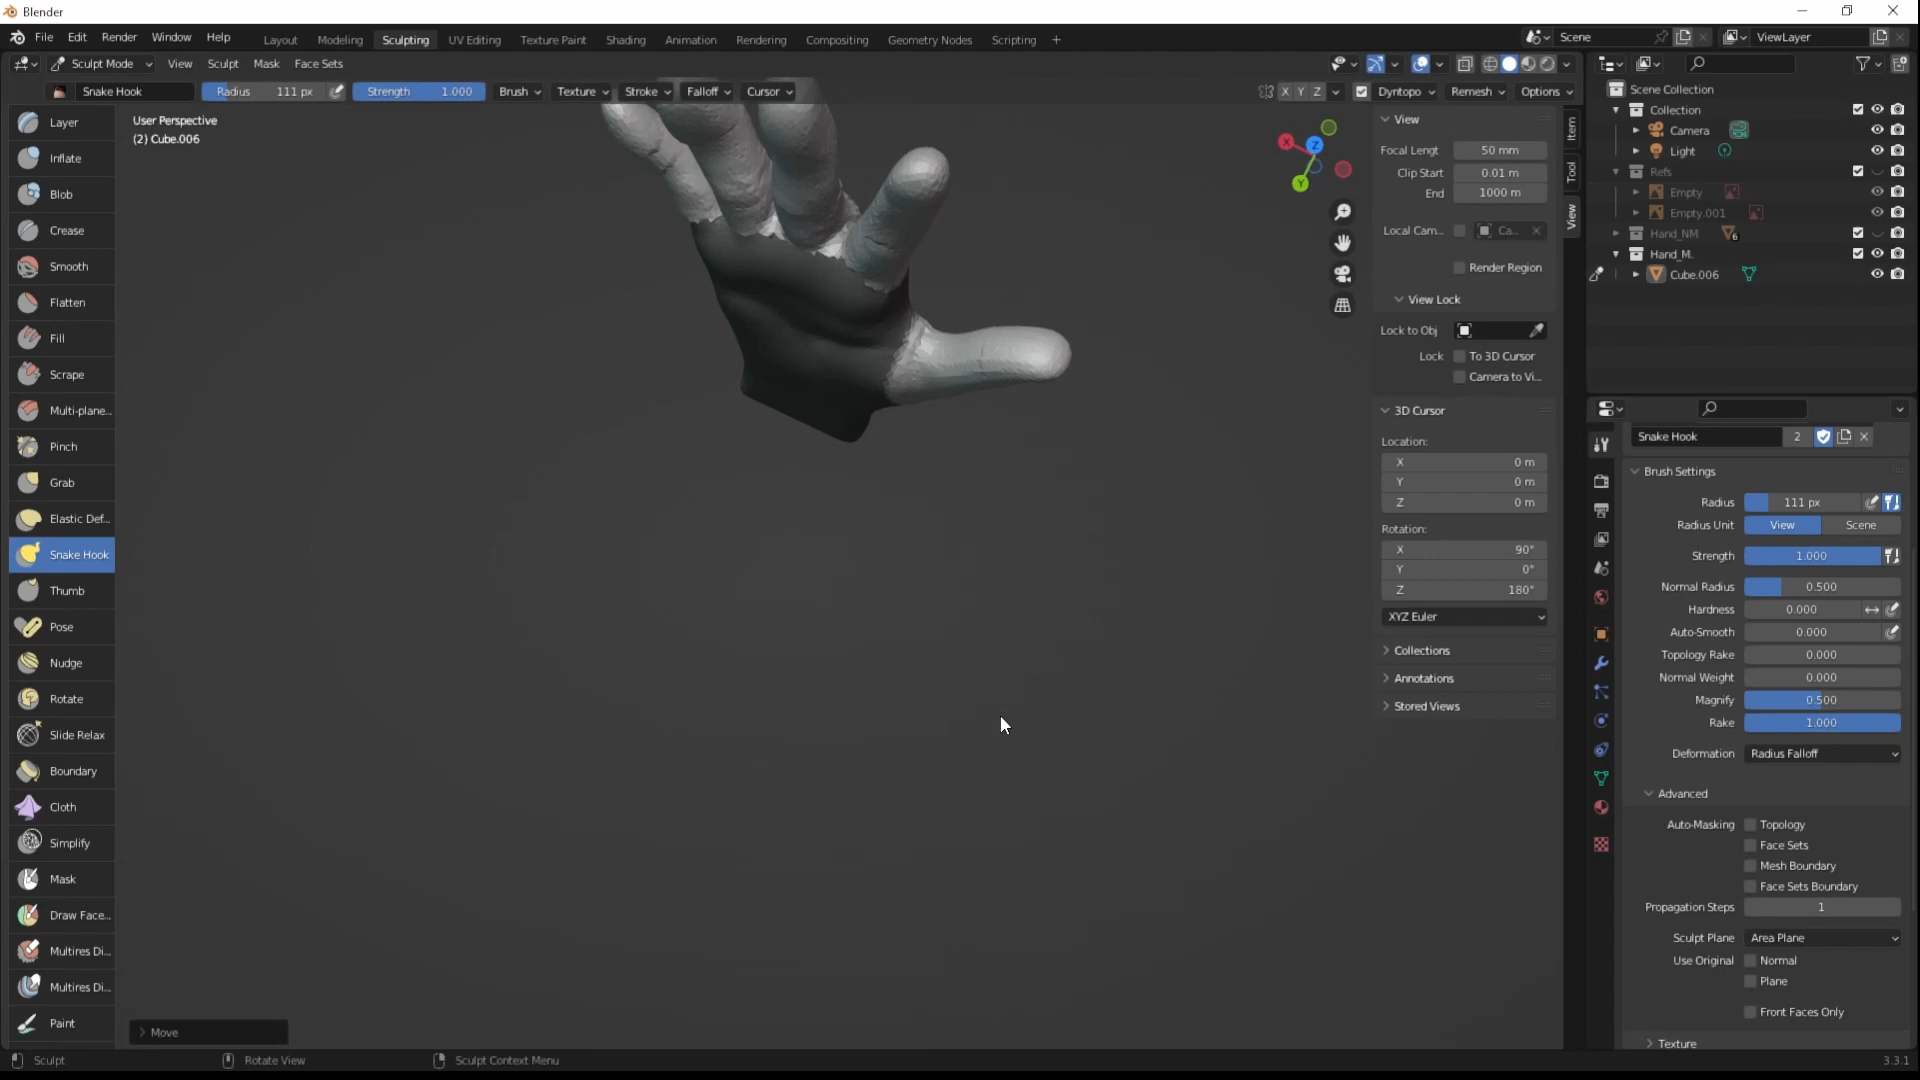 Blender
File Edit Render Window Help Layout Modeling Sculpting UV Editing Texture Paint Shading Animation Rendering Compositing Geometry Nodes Scripting + Scene ViewLayer
Sculpt Mode View Sculpt Mask Face Sets
Snake Hook Radius 111 px Strength 1.000 Brush Texture Stroke Falloff Cursor X Y Z Dyntopo Remesh Options
User Perspective
(2) Cube.006
Layer
Inflate
Blob
Crease
Smooth
Flatten
Fill
Scrape
Multi-plane...
Pinch
Grab
Elastic Def...
Snake Hook
Thumb
Pose
Nudge
Rotate
Slide Relax
Boundary
Cloth
Simplify
Mask
Draw Face...
Multires Di...
Multires Di...
Paint
Z
X
Y
View
Focal Lengt 50 mm
Clip Start 0.01 m
End 1000 m
Local Cam... Ca...
Render Region
View Lock
Lock to Obj
Lock To 3D Cursor
Camera to Vi...
3D Cursor
Location:
X 0 m
Y 0 m
Z 0 m
Rotation:
X 90°
Y 0°
Z 180°
XYZ Euler
Collections
Annotations
Stored Views
Item
Tool
View
Scene Collection
Collection
Camera
Light
Refs
Empty
Empty.001
Hand_NM 6
Hand_M.
Cube.006
Snake Hook 2
Brush Settings
Radius 111 px
Radius Unit View Scene
Strength 1.000
Normal Radius 0.500
Hardness 0.000
Auto-Smooth 0.000
Topology Rake 0.000
Normal Weight 0.000
Magnify 0.500
Rake 1.000
Deformation Radius Falloff
Advanced
Auto-Masking Topology
Face Sets
Mesh Boundary
Face Sets Boundary
Propagation Steps 1
Sculpt Plane Area Plane
Use Original Normal
Plane
Front Faces Only
Texture
Move
Sculpt Rotate View Sculpt Context Menu 3.3.1